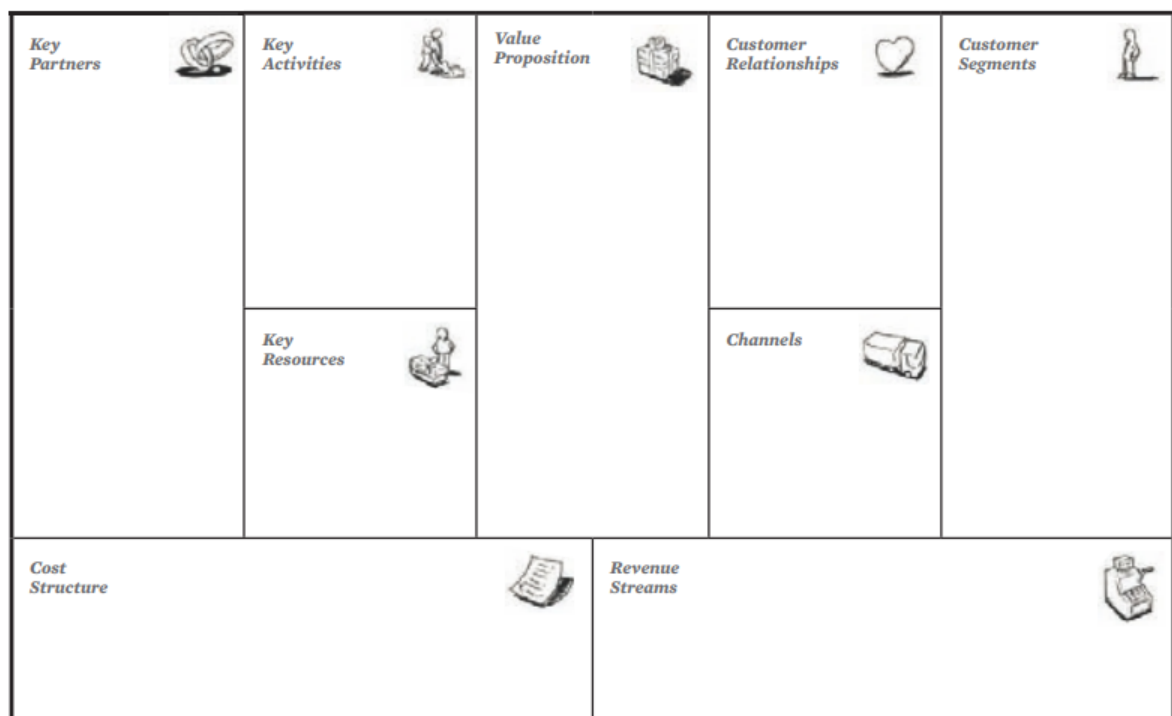 Key
Partners
Key
Activities
Value
Proposition
Customer
Relationships
Customer
Segments
Key
Resources
Channels
Cost
Structure
Revenue
Streams